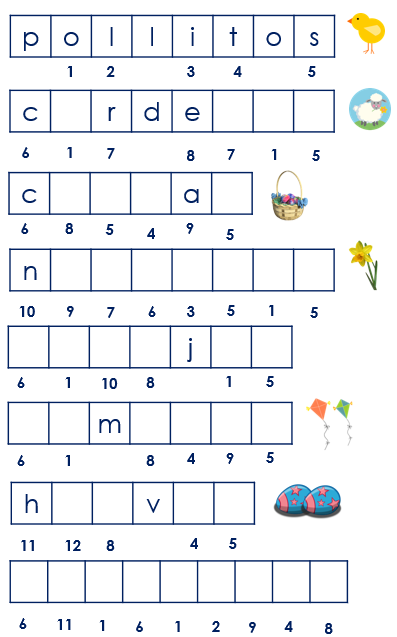 p o l l i t o s
1 2 3 4 5
c r d e
6 1 7 8 7 1 5
c a
6 8 5 4 9 5
n
10 9 7 6 3 5 1 5
j
6 1 10 8 1 5
m
6 1 8 4 9 5
h v
11 12 8 4 5
6 11 1 6 1 2 9 4 8